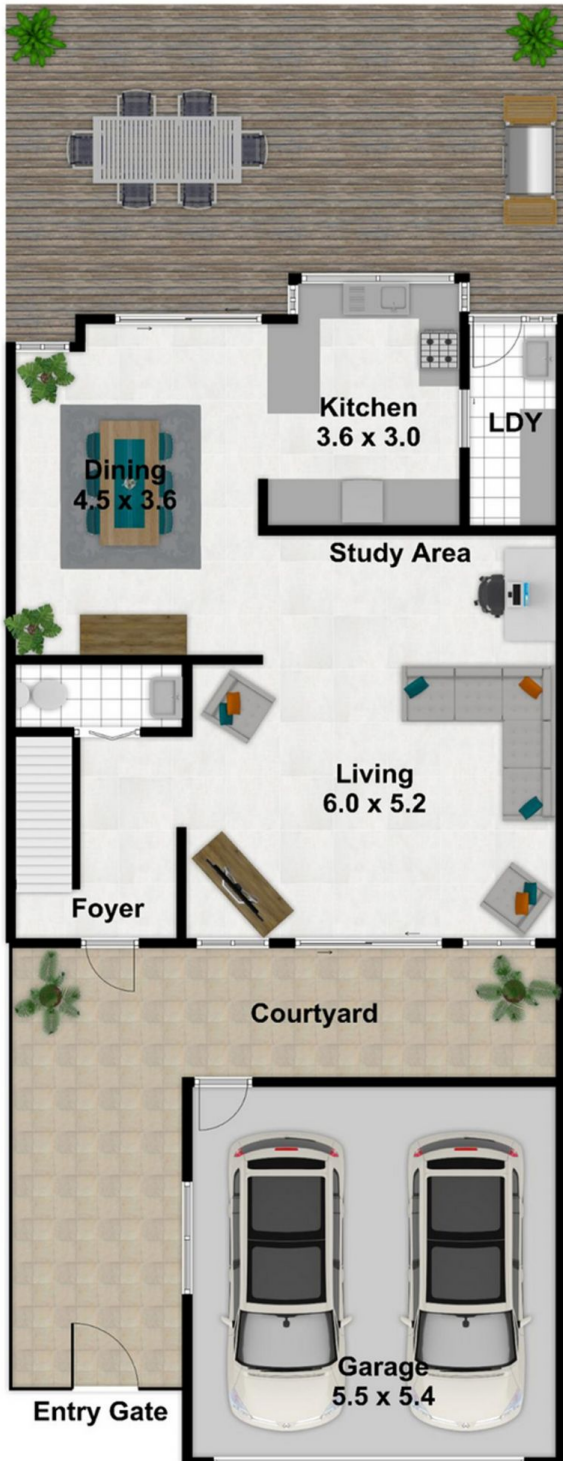 Kitchen
3.6 x 3.0
LDY
Dining
4.5 x 3.6
Study Area
Living
6.0 x 5.2
Foyer
Courtyard
Garage
5.5 x 5.4
Entry Gate